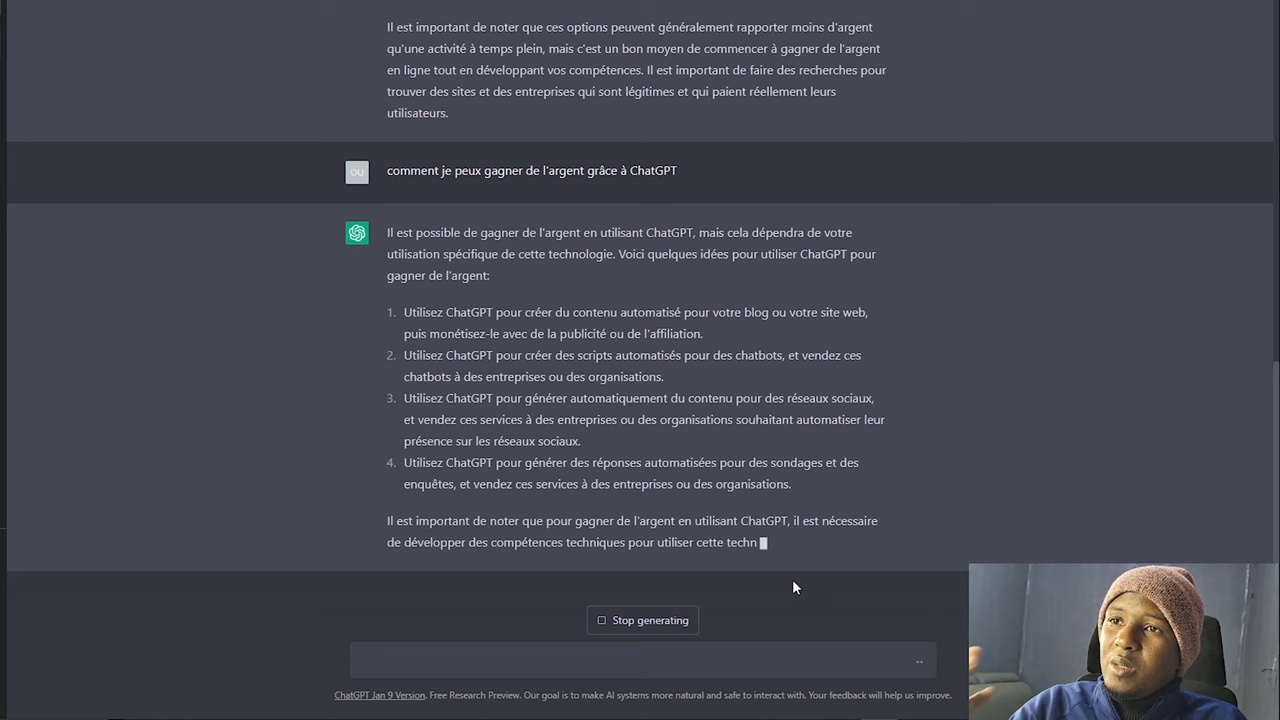 Il est important de noter que ces options peuvent généralement rapporter moins d'argent
qu'une activité à temps plein, mais c'est un bon moyen de commencer à gagner de l'argent
en ligne tout en développant vos compétences. Il est important de faire des recherches pour
trouver des sites et des entreprises qui sont légitimes et qui paient réellement leurs
utilisateurs.
OU
comment je peux gagner de l'argent grâce à ChatGPT
Il est possible de gagner de l'argent en utilisant ChatGPT, mais cela dépendra de votre
utilisation spécifique de cette technologie. Voici quelques idées pour utiliser ChatGPT pour
gagner de l'argent:
1. Utilisez ChatGPT pour créer du contenu automatisé pour votre blog ou votre site web,
puis monétisez-le avec de la publicité ou de l'affiliation.
2. Utilisez ChatGPT pour créer des scripts automatisés pour des chatbots, et vendez ces
chatbots à des entreprises ou des organisations.
3. Utilisez ChatGPT pour générer automatiquement du contenu pour des réseaux sociaux,
et vendez ces services à des entreprises ou des organisations souhaitant automatiser leur
présence sur les réseaux sociaux.
4. Utilisez ChatGPT pour générer des réponses automatisées pour des sondages et des
enquêtes, et vendez ces services à des entreprises ou des organisations.
Il est important de noter que pour gagner de l'argent en utilisant ChatGPT, il est nécessaire
de développer des compétences techniques pour utiliser cette techn
Stop generating
ChatGPT Jan 9 Version. Free Research Preview. Our goal is to make AI systems more natural and safe to interact with. Your feedback will help us improve.